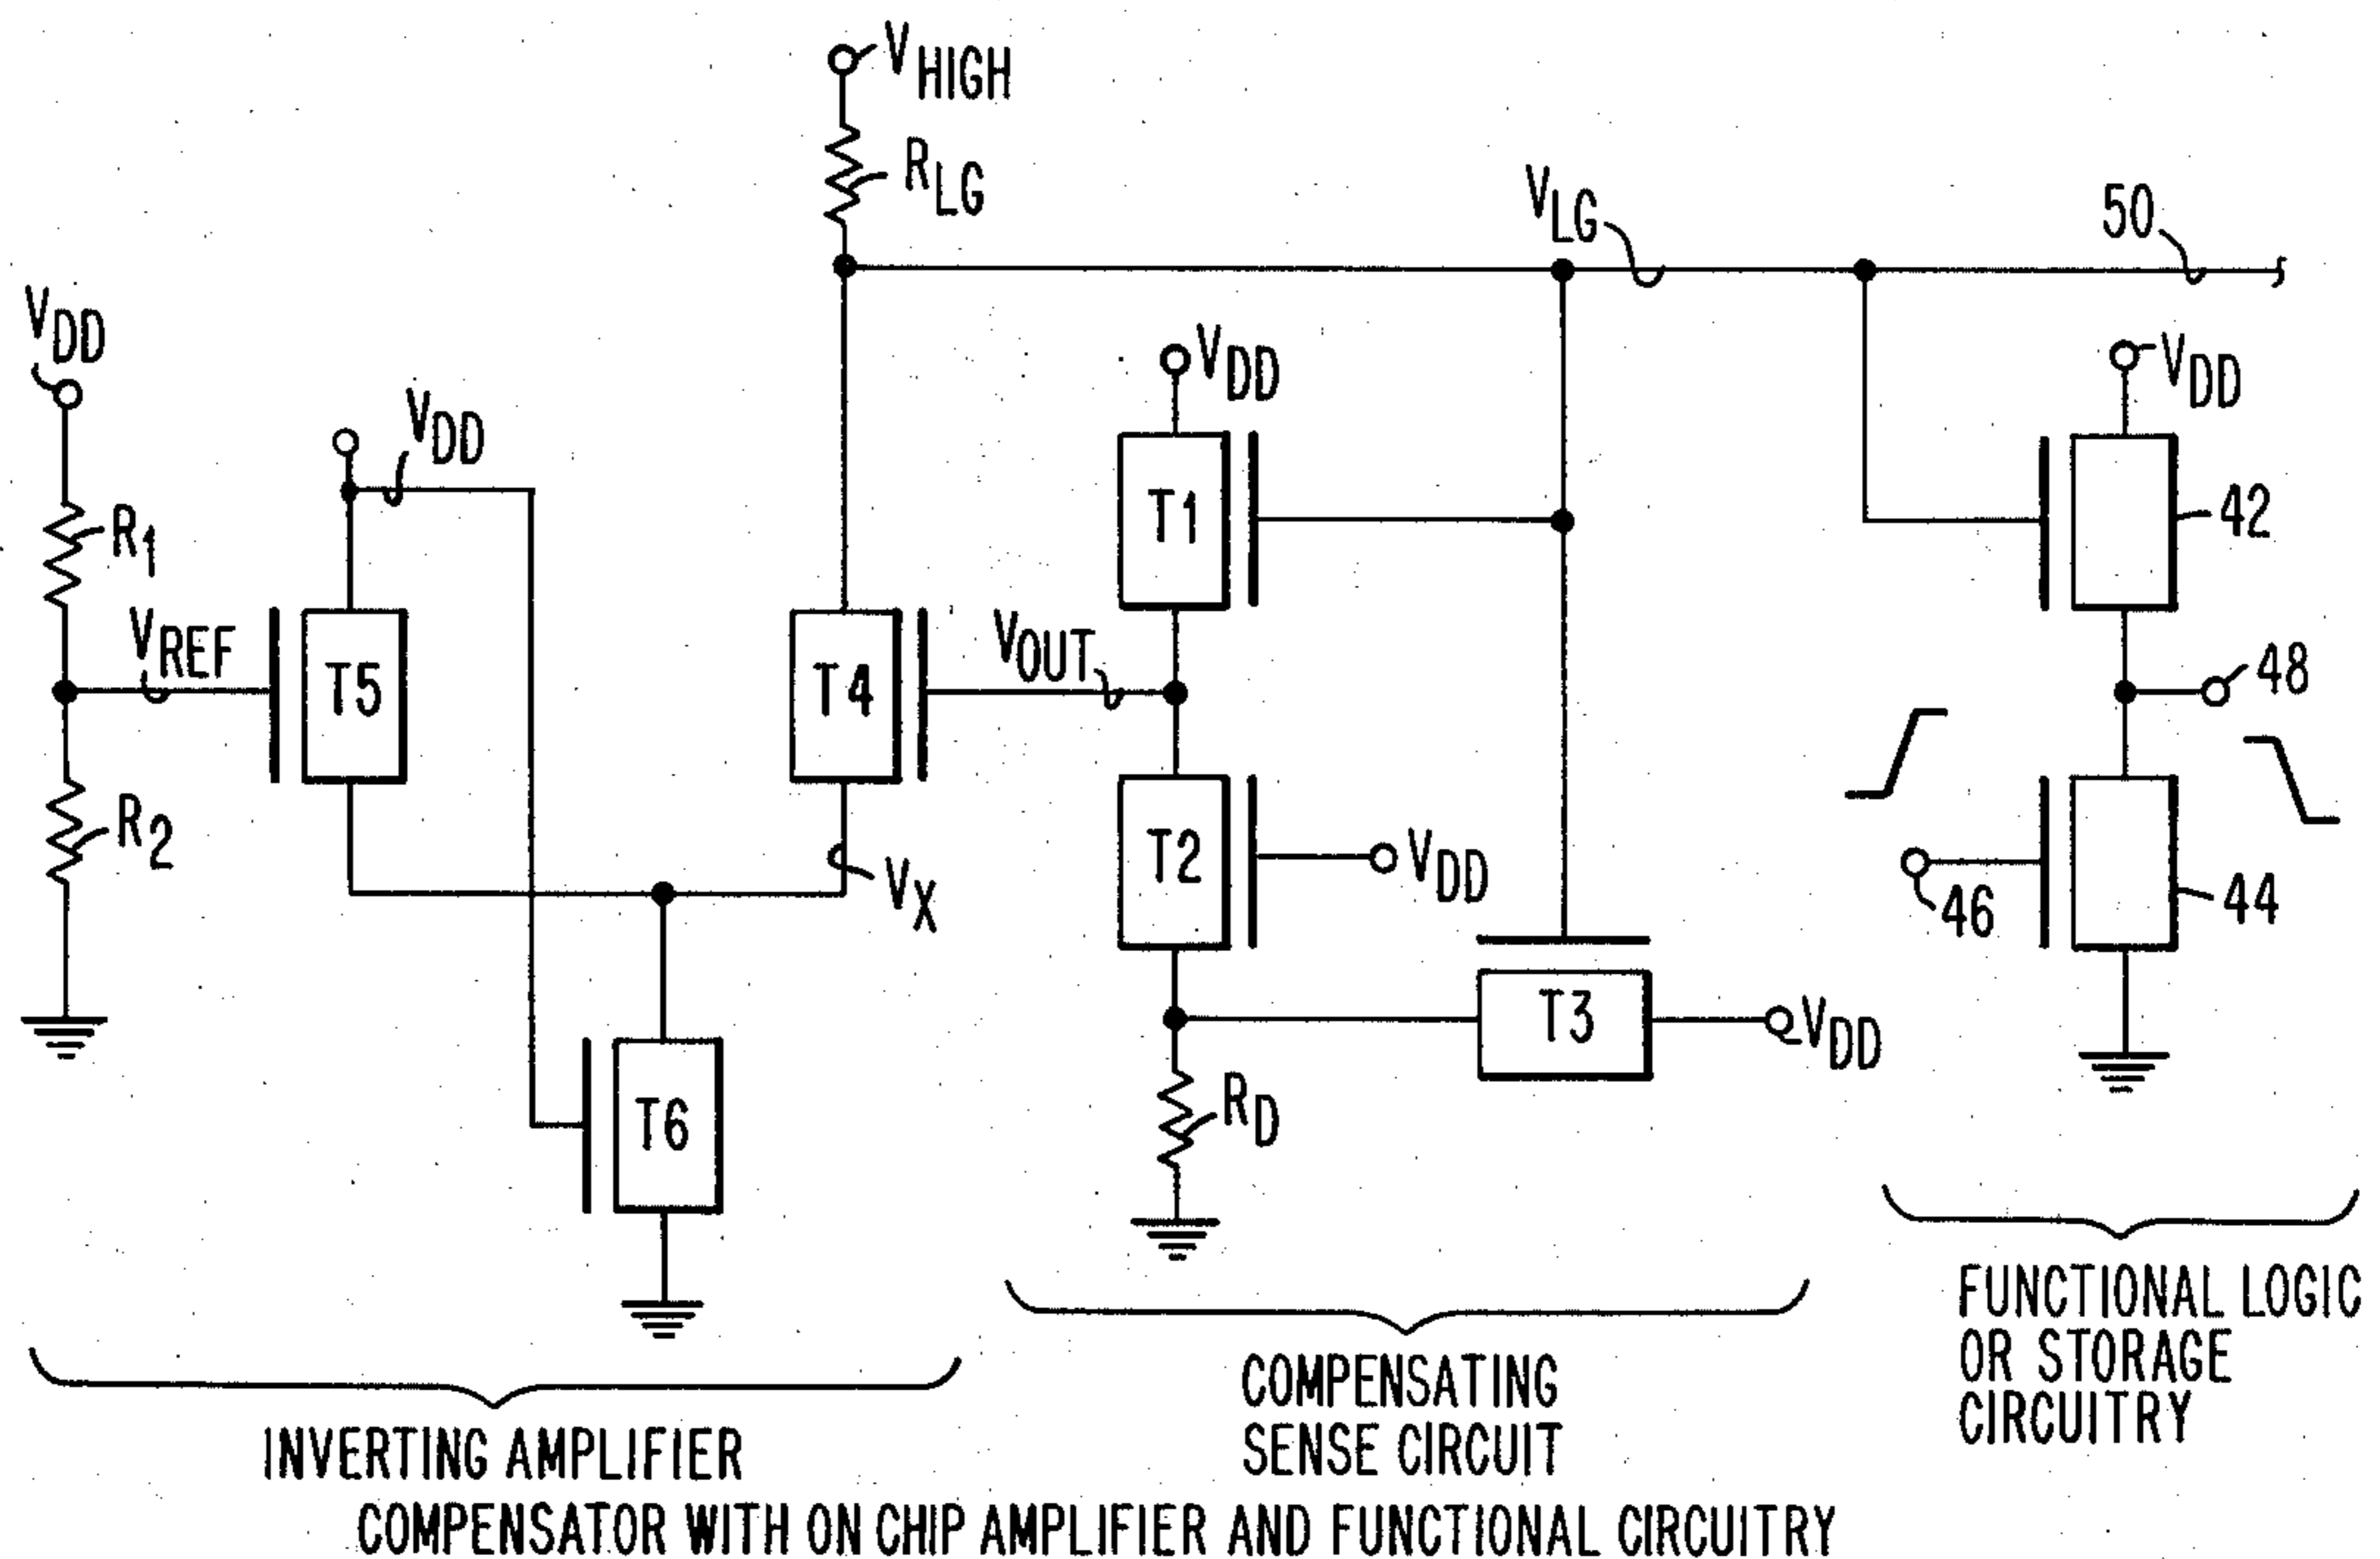 VHIGH
RLG
VLG
50
VDD
VDD
VDD
VDD
R1
VREF
T5
T4
VOUT
T1
42
48
R2
VX
T2
VDD
46
44
T3
VDD
T6
RD
FUNCTIONAL LOGIC
OR STORAGE
CIRCUITRY
COMPENSATING
SENSE CIRCUIT
INVERTING AMPLIFIER
COMPENSATOR WITH ON CHIP AMPLIFIER AND FUNCTIONAL CIRCUITRY